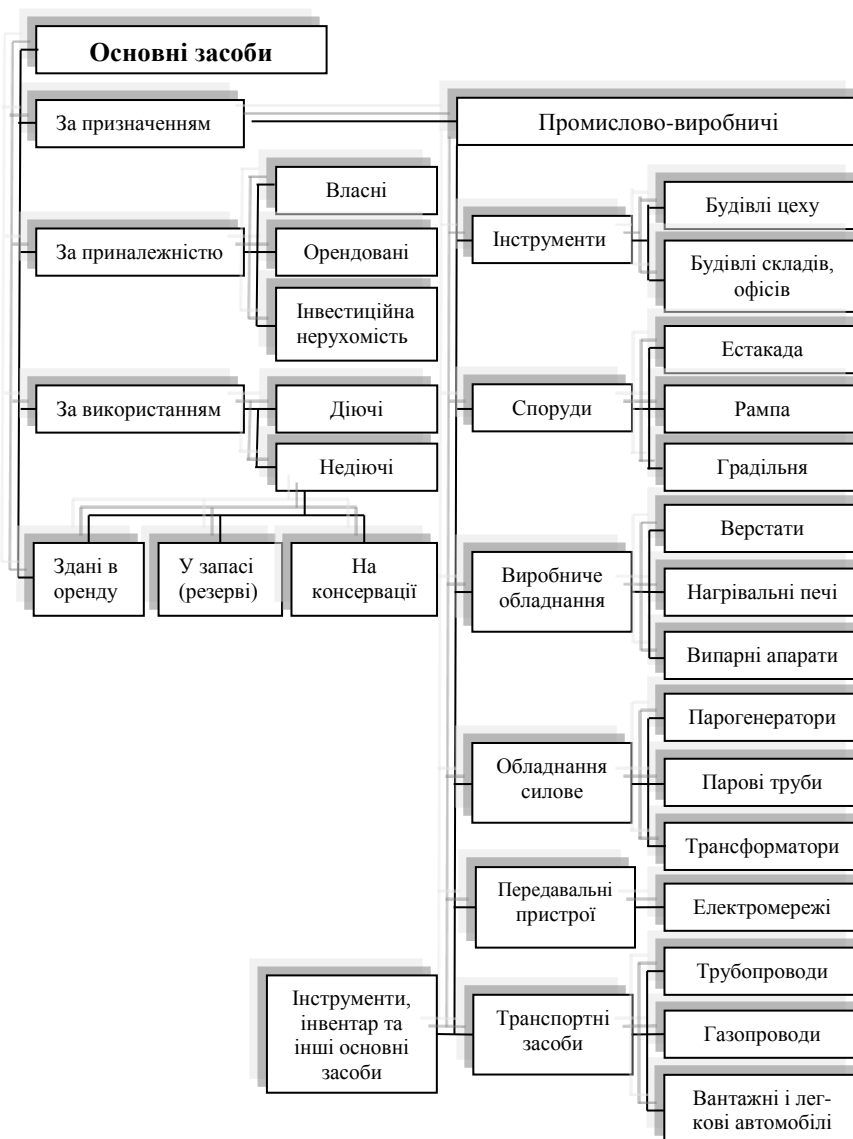 Основні засоби
За призначенням
За приналежністю
Власні
Орендовані
Інвестиційна
нерухомість
За використанням
Діючі
Недіючі
Здані в
оренду
У запасі
(резерві)
На
консервації
Промислово-виробничі
Інструменти
Будівлі цеху
Будівлі складів,
офісів
Споруди
Естакада
Рампа
Градільня
Виробниче
обладнання
Верстати
Нагрівальні печі
Випарні апарати
Обладнання
силове
Парогенератори
Парові труби
Трансформатори
Передавальні
пристрої
Електромережі
Транспортні
засоби
Трубопроводи
Газопроводи
Вантажні і лег-
кові автомобілі
Інструменти,
інвентар та
інші основні
засоби